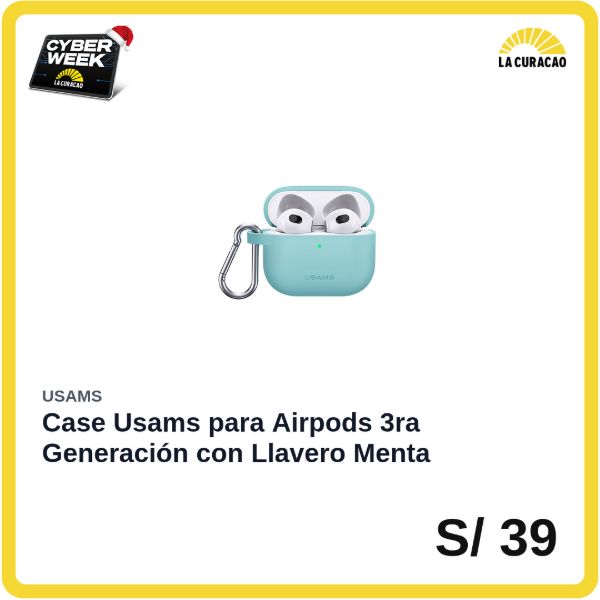 CYBER
WEEK
LA CURACAO
LA CURACAO
USAMS
USAMS
Case Usams para Airpods 3ra
Generación con Llavero Menta
S/ 39